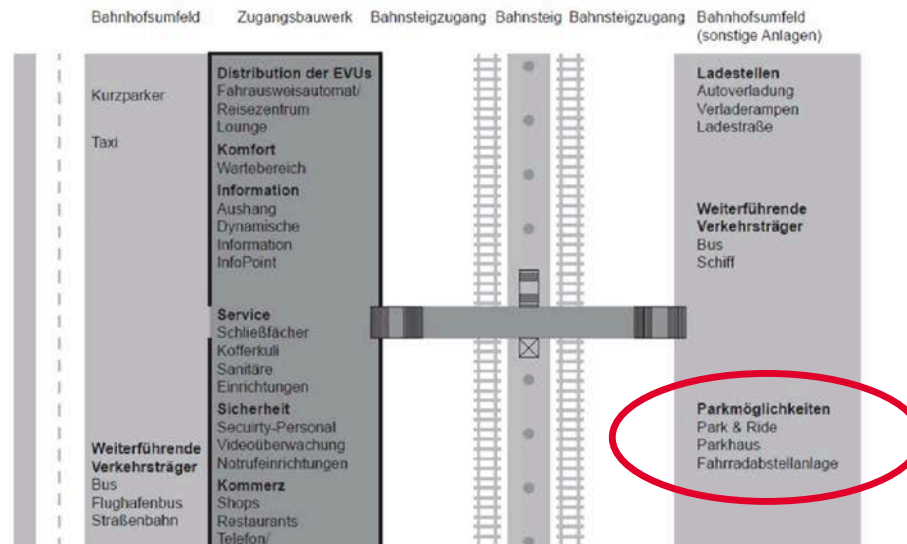 Bahnhofsumfeld
Zugangsbauwerk
Bahnsteigzugang
Bahnsteig
Bahnsteigzugang
Bahnhofsumfeld
(sonstige Anlagen)
Kurzparker
Taxi
Weiterführende
Verkehrsträger
Bus
Flughafenbus
Straßenbahn
Distribution der EVUs
Fahrausweisautomat/
Reisezentrum
Lounge
Komfort
Wartebereich
Information
Aushang
Dynamische
Information
InfoPoint
Service
Schließfächer
Kofferkuli
Sanitäre
Einrichtungen
Sicherheit
Secuirty-Personal
Videoüberwachung
Notrufeinrichtungen
Kommerz
Shops
Restaurants
Telefon/
Ladestellen
Autoverladung
Verladerampen
Ladestraße
Weiterführende
Verkehrsträger
Bus
Schiff
Parkmöglichkeiten
Park & Ride
Parkhaus
Fahrradabstellanlage